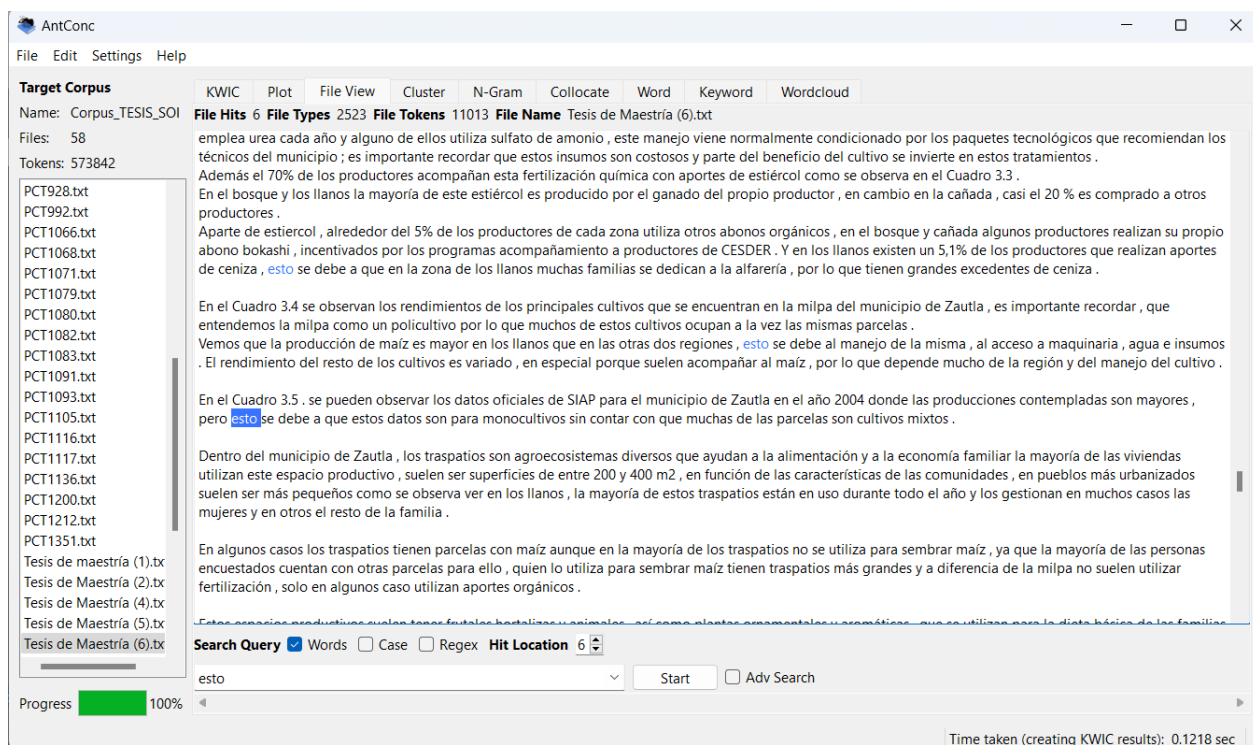 AntConc
File Edit Settings Help
Target Corpus
Name: Corpus_TESIS_SOI
Files: 58
Tokens: 573842
PCT928.txt
PCT992.txt
PCT1066.txt
PCT1068.txt
PCT1071.txt
PCT1079.txt
PCT1080.txt
PCT1082.txt
PCT1083.txt
PCT1091.txt
PCT1093.txt
PCT1105.txt
PCT1116.txt
PCT1117.txt
PCT1136.txt
PCT1200.txt
PCT1212.txt
PCT1351.txt
Tesis de maestría (1).tx
Tesis de Maestría (2).tx
Tesis de Maestría (4).tx
Tesis de Maestría (5).tx
Tesis de Maestría (6).tx
Progress 100%
KWIC Plot File View Cluster N-Gram Collocate Word Keyword Wordcloud
File Hits 6 File Types 2523 File Tokens 11013 File Name Tesis de Maestría (6).txt
emplea urea cada año y alguno de ellos utiliza sulfato de amonio , este manejo viene normalmente condicionado por los paquetes tecnológicos que recomiendan los
técnicos del municipio ; es importante recordar que estos insumos son costosos y parte del beneficio del cultivo se invierte en estos tratamientos .
Además el 70% de los productores acompañan esta fertilización química con aportes de estiércol como se observa en el Cuadro 3.3 .
En el bosque y los llanos la mayoría de este estiércol es producido por el ganado del propio productor , en cambio en la cañada , casi el 20 % es comprado a otros
productores .
Aparte de estiercol , alrededor del 5% de los productores de cada zona utiliza otros abonos orgánicos , en el bosque y cañada algunos productores realizan su propio
abono bokashi , incentivados por los programas acompañamiento a productores de CESDER . Y en los llanos existen un 5,1% de los productores que realizan aportes
de ceniza , esto se debe a que en la zona de los llanos muchas familias se dedican a la alfarería , por lo que tienen grandes excedentes de ceniza .
En el Cuadro 3.4 se observan los rendimientos de los principales cultivos que se encuentran en la milpa del municipio de Zautla , es importante recordar , que
entendemos la milpa como un policultivo por lo que muchos de estos cultivos ocupan a la vez las mismas parcelas .
Vemos que la producción de maíz es mayor en los llanos que en las otras dos regiones , esto se debe al manejo de la misma , al acceso a maquinaria , agua e insumos
. El rendimiento del resto de los cultivos es variado , en especial porque suelen acompañar al maíz , por lo que depende mucho de la región y del manejo del cultivo .
En el Cuadro 3.5 . se pueden observar los datos oficiales de SIAP para el municipio de Zautla en el año 2004 donde las producciones contempladas son mayores ,
pero esto se debe a que estos datos son para monocultivos sin contar con que muchas de las parcelas son cultivos mixtos .
Dentro del municipio de Zautla , los traspatios son agroecosistemas diversos que ayudan a la alimentación y a la economía familiar la mayoría de las viviendas
utilizan este espacio productivo , suelen ser superficies de entre 200 y 400 m2 , en función de las características de las comunidades , en pueblos más urbanizados
suelen ser más pequeños como se observa ver en los llanos , la mayoría de estos traspatios están en uso durante todo el año y los gestionan en muchos casos las
mujeres y en otros el resto de la familia .
En algunos casos los traspatios tienen parcelas con maíz aunque en la mayoría de los traspatios no se utiliza para sembrar maíz , ya que la mayoría de las personas
encuestados cuentan con otras parcelas para ello , quien lo utiliza para sembrar maíz tienen traspatios más grandes y a diferencia de la milpa no suelen utilizar
fertilización , solo en algunos caso utilizan aportes orgánicos .
Estos espacios productivos suelen tener frutales hortalizas y animales , así como plantas ornamentales y aromáticas , que se utilizan para la dieta básica de las familias
Search Query Words Case Regex Hit Location 6
esto Start Adv Search
Time taken (creating KWIC results): 0.1218 sec